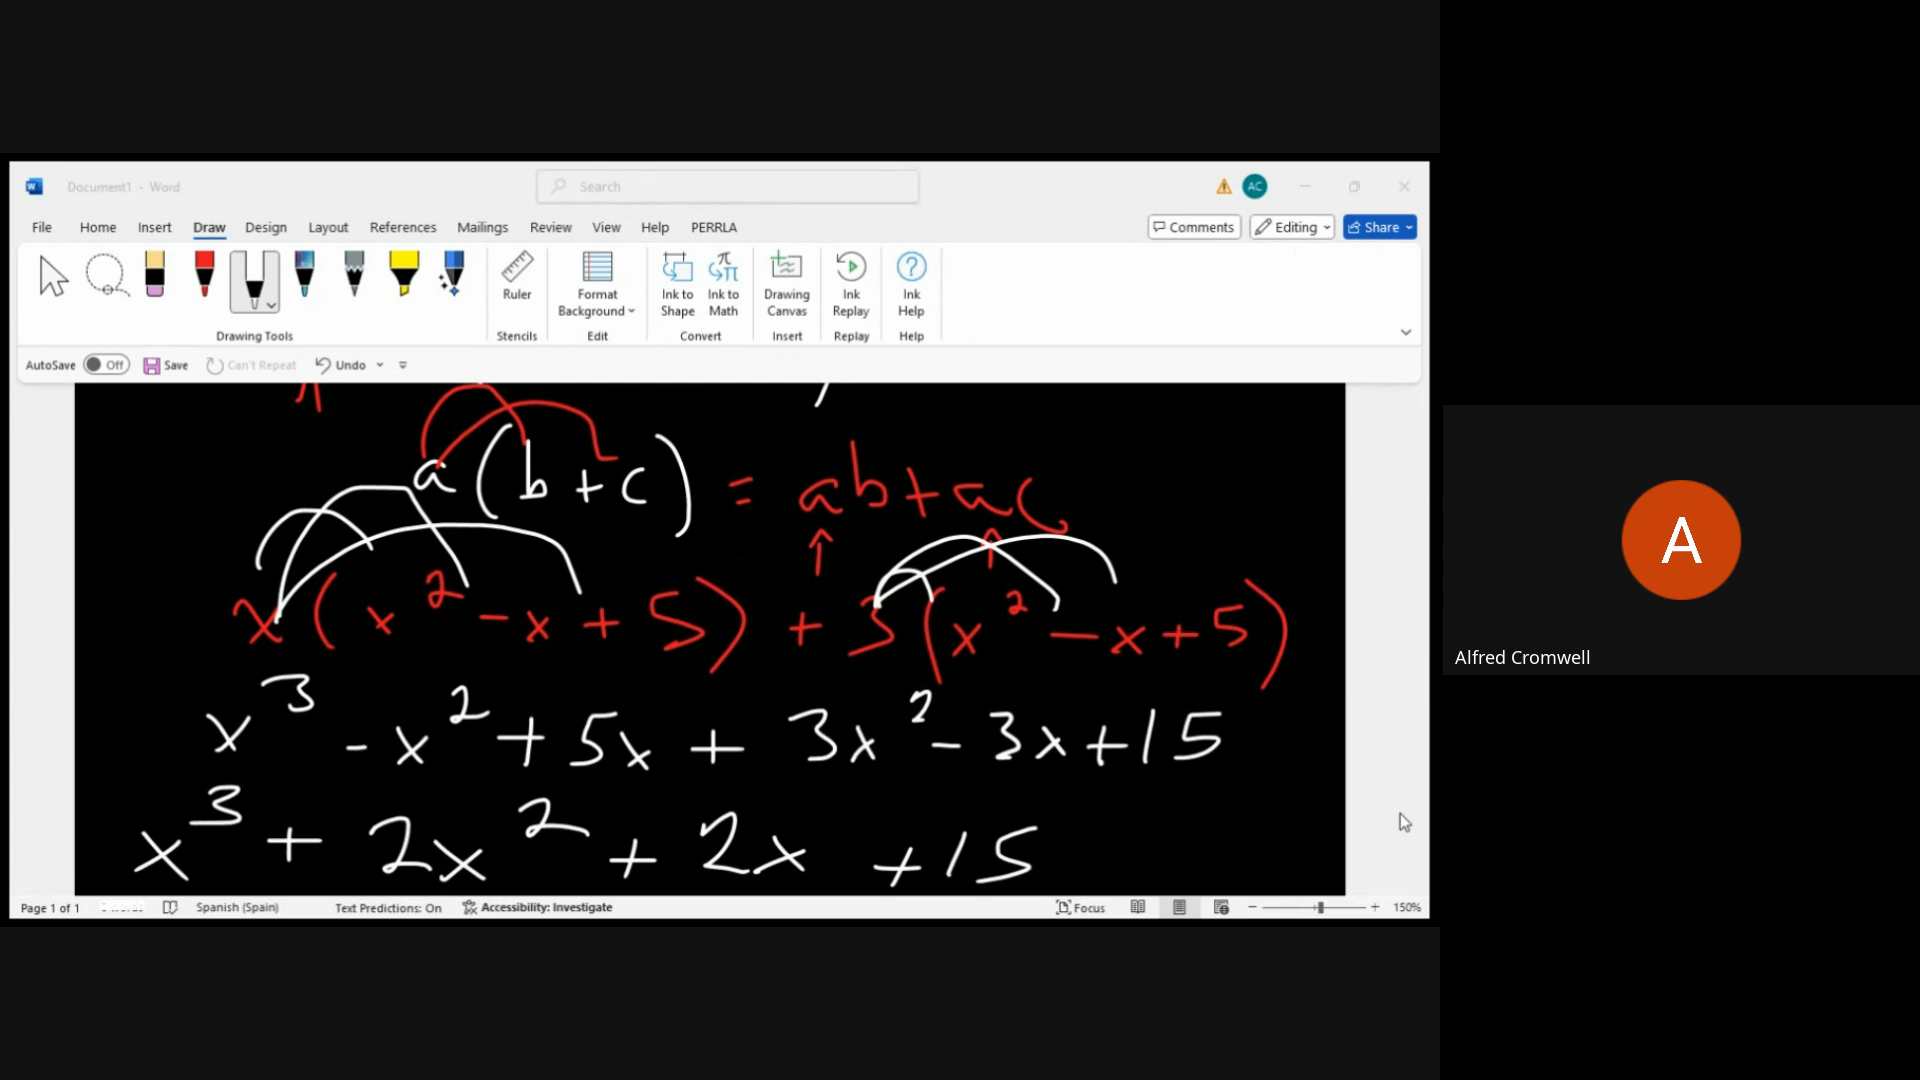 Document1 - Word
Search
AC
File Home Insert Draw Design Layout References Mailings Review View Help PERRLA
Comments Editing Share
Ruler
Format Background
Ink to Shape
Ink to Math
Drawing Canvas
Ink Replay
Ink Help
Drawing Tools Stencils Edit Convert Insert Replay Help
AutoSave Off Save Can't Repeat Undo
a(b+c) = ab+ac
x(x² -x+5) + 3(x² -x+5)
x³ -x² +5x + 3x² -3x+15
x³ + 2x² + 2x +15
Page 1 of 1 Spanish (Spain) Text Predictions: On Accessibility: Investigate Focus 150%
A
Alfred Cromwell